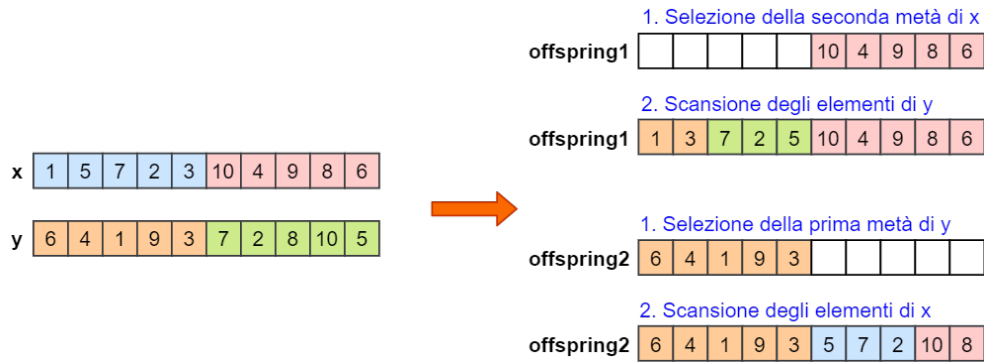 x 1 5 7 2 3 10 4 9 8 6
y 6 4 1 9 3 7 2 8 10 5
1. Selezione della seconda metà di x
offspring1 10 4 9 8 6
2. Scansione degli elementi di y
offspring1 1 3 7 2 5 10 4 9 8 6
1. Selezione della prima metà di y
offspring2 6 4 1 9 3
2. Scansione degli elementi di x
offspring2 6 4 1 9 3 5 7 2 10 8